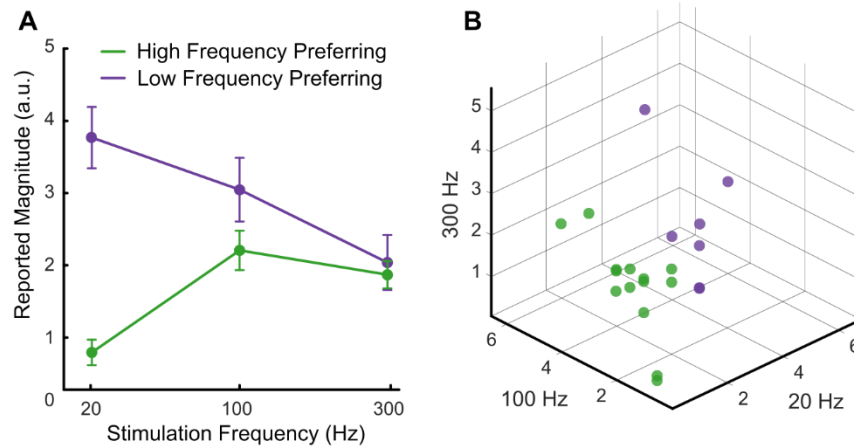 A
B
High Frequency Preferring
Low Frequency Preferring
Reported Magnitude (a.u.)
5
4
3
2
1
0
20
100
300
Stimulation Frequency (Hz)
300 Hz
5
4
3
2
1
6
4
2
100 Hz
2
4
6
20 Hz